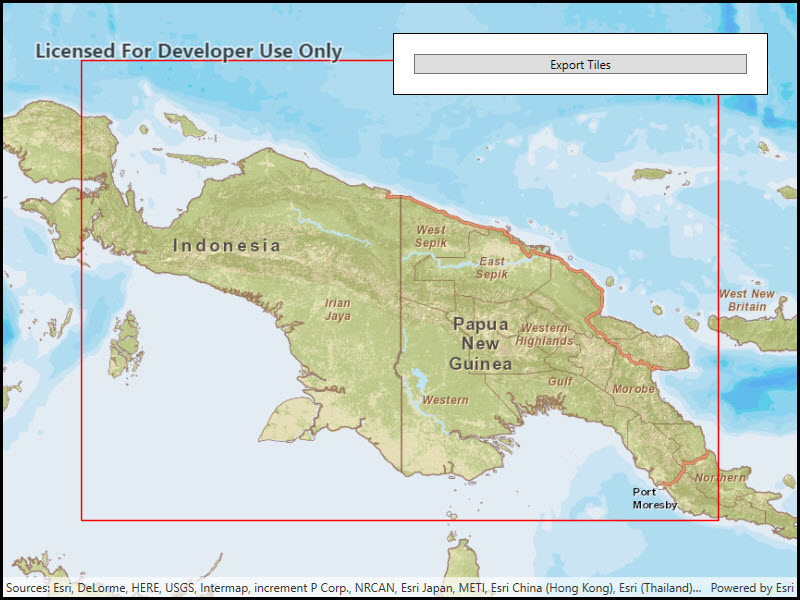 Licensed For Developer Use Only
Export Tiles
West
Sepik
Indonesia
East
Sepik
West New
Britain
Irian
Jaya
Papua
New
Guinea
Western
Highlands
Gulf
Morobe
Western
Northern
Port
Moresby
Sources: Esri, DeLorme, HERE, USGS, Intermap, increment P Corp., NRCAN, Esri Japan, METI, Esri China (Hong Kong), Esri (Thailand)... Powered by Esri